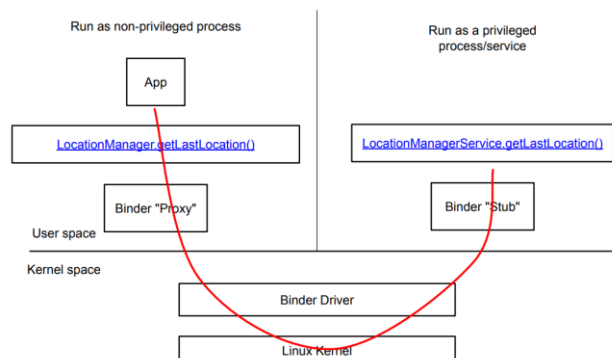 Run as non-privileged process
Run as a privileged
process/service
App
LocationManager.getLastLocation()
LocationManagerService.getLastLocation()
Binder "Proxy"
Binder "Stub"
User space
Kernel space
Binder Driver
Linux Kernel